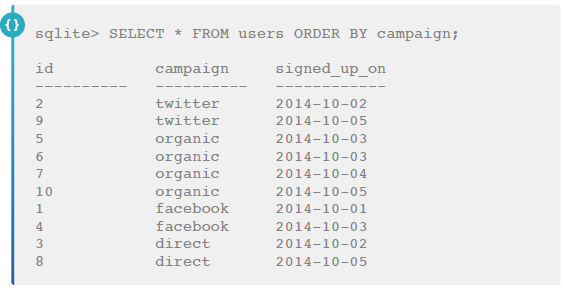 {}
sqlite> SELECT * FROM users ORDER BY campaign;
id campaign signed_up_on
---------- ---------- ------------
2 twitter 2014-10-02
9 twitter 2014-10-05
5 organic 2014-10-03
6 organic 2014-10-03
7 organic 2014-10-04
10 organic 2014-10-05
1 facebook 2014-10-01
4 facebook 2014-10-03
3 direct 2014-10-02
8 direct 2014-10-05